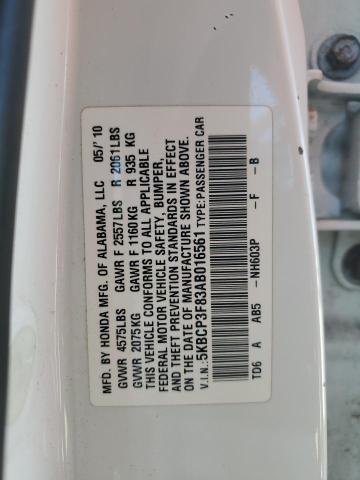 MFD. BY HONDA MFG. OF ALABAMA, LLC 05/'10
GVWR 4575LBS GAWR F 2557LBS R 2061LBS
GVWR 2075KG GAWR F 1160KG R 935 KG
THIS VEHICLE CONFORMS TO ALL APPLICABLE
FEDERAL MOTOR VEHICLE SAFETY, BUMPER,
AND THEFT PREVENTION STANDARDS IN EFFECT
ON THE DATE OF MANUFACTURE SHOWN ABOVE.
V.I.N.: 5KBCP3F83AB016561 TYPE: PASSENGER CAR
TD6 A AB5 -NH603P -F -B